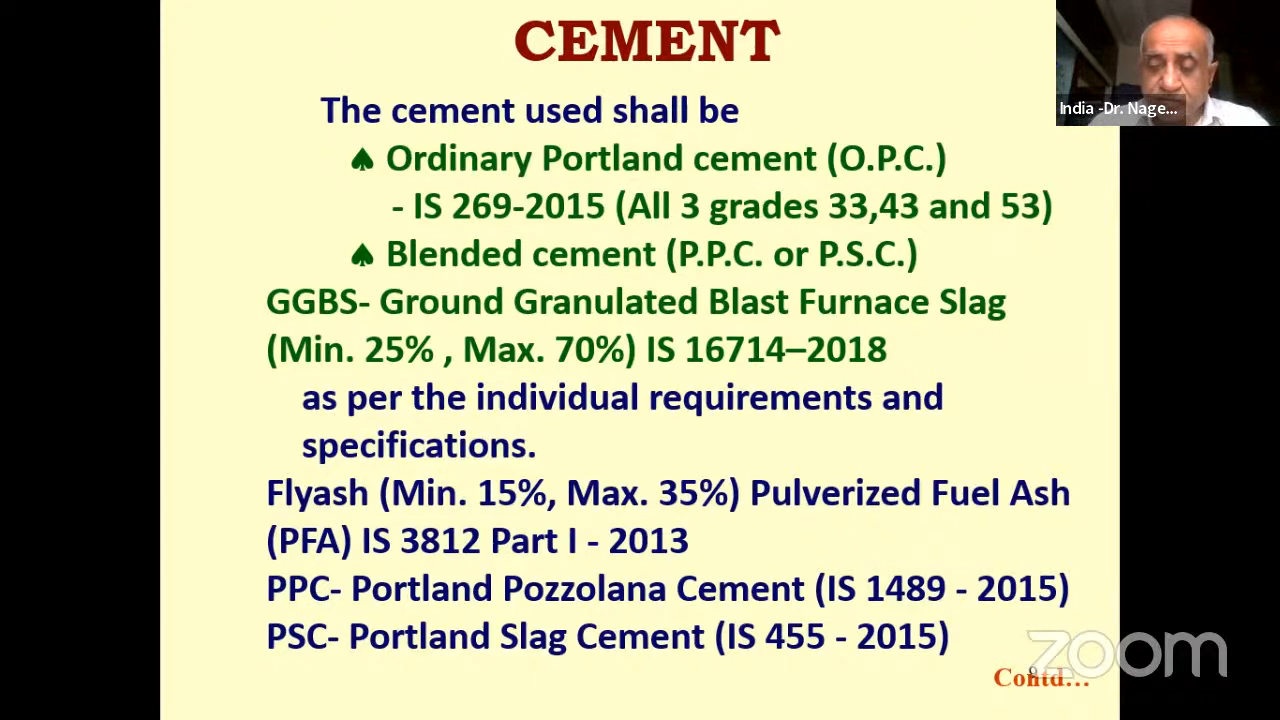 CEMENT
India -Dr. Nage...
The cement used shall be
♠ Ordinary Portland cement (O.P.C.)
- IS 269-2015 (All 3 grades 33,43 and 53)
♠ Blended cement (P.P.C. or P.S.C.)
GGBS- Ground Granulated Blast Furnace Slag
(Min. 25% , Max. 70%) IS 16714–2018
as per the individual requirements and
specifications.
Flyash (Min. 15%, Max. 35%) Pulverized Fuel Ash
(PFA) IS 3812 Part I - 2013
PPC- Portland Pozzolana Cement (IS 1489 - 2015)
PSC- Portland Slag Cement (IS 455 - 2015)
zoom
Contd...